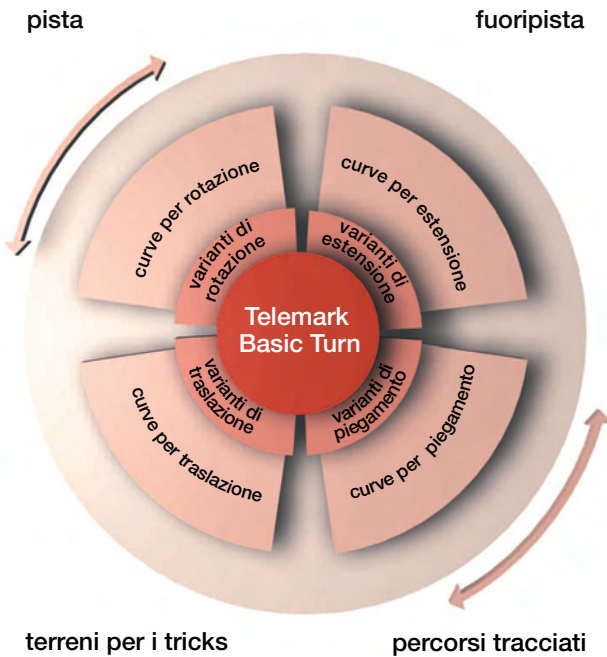 pista
fuoripista
curve per rotazione
curve per estensione
varianti di
rotazione
varianti di
estensione
Telemark
Basic Turn
varianti di
traslazione
varianti di
piegamento
curve per traslazione
curve per piegamento
terreni per i tricks
percorsi tracciati